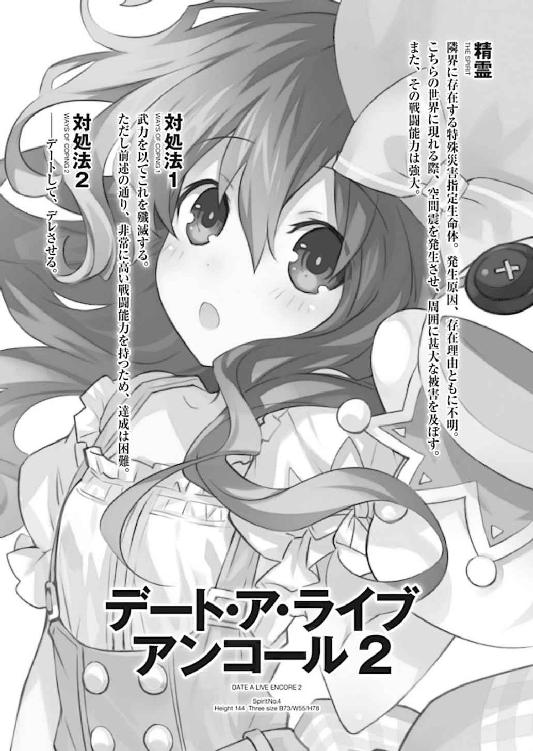 精霊
THE SPIRIT
隣界に存在する特殊災害指定生命体。発生原因、存在理由ともに不明。
こちらの世界に現れる際、空間震を発生させ、周囲に甚大な被害を及ぼす。
また、その戦闘能力は強大。
対処法1
WAYS OF COPING 1
武力を以てこれを殲滅する。
ただし前述の通り、非常に高い戦闘能力を持つため、達成は困難。
対処法2
WAYS OF COPING 2
──デートして、デレさせる。
デート・ア・ライブ
アンコール2
DATE A LIVE ENCORE 2
SpiritNo.4
Height 144 Three size B73/W55/H78